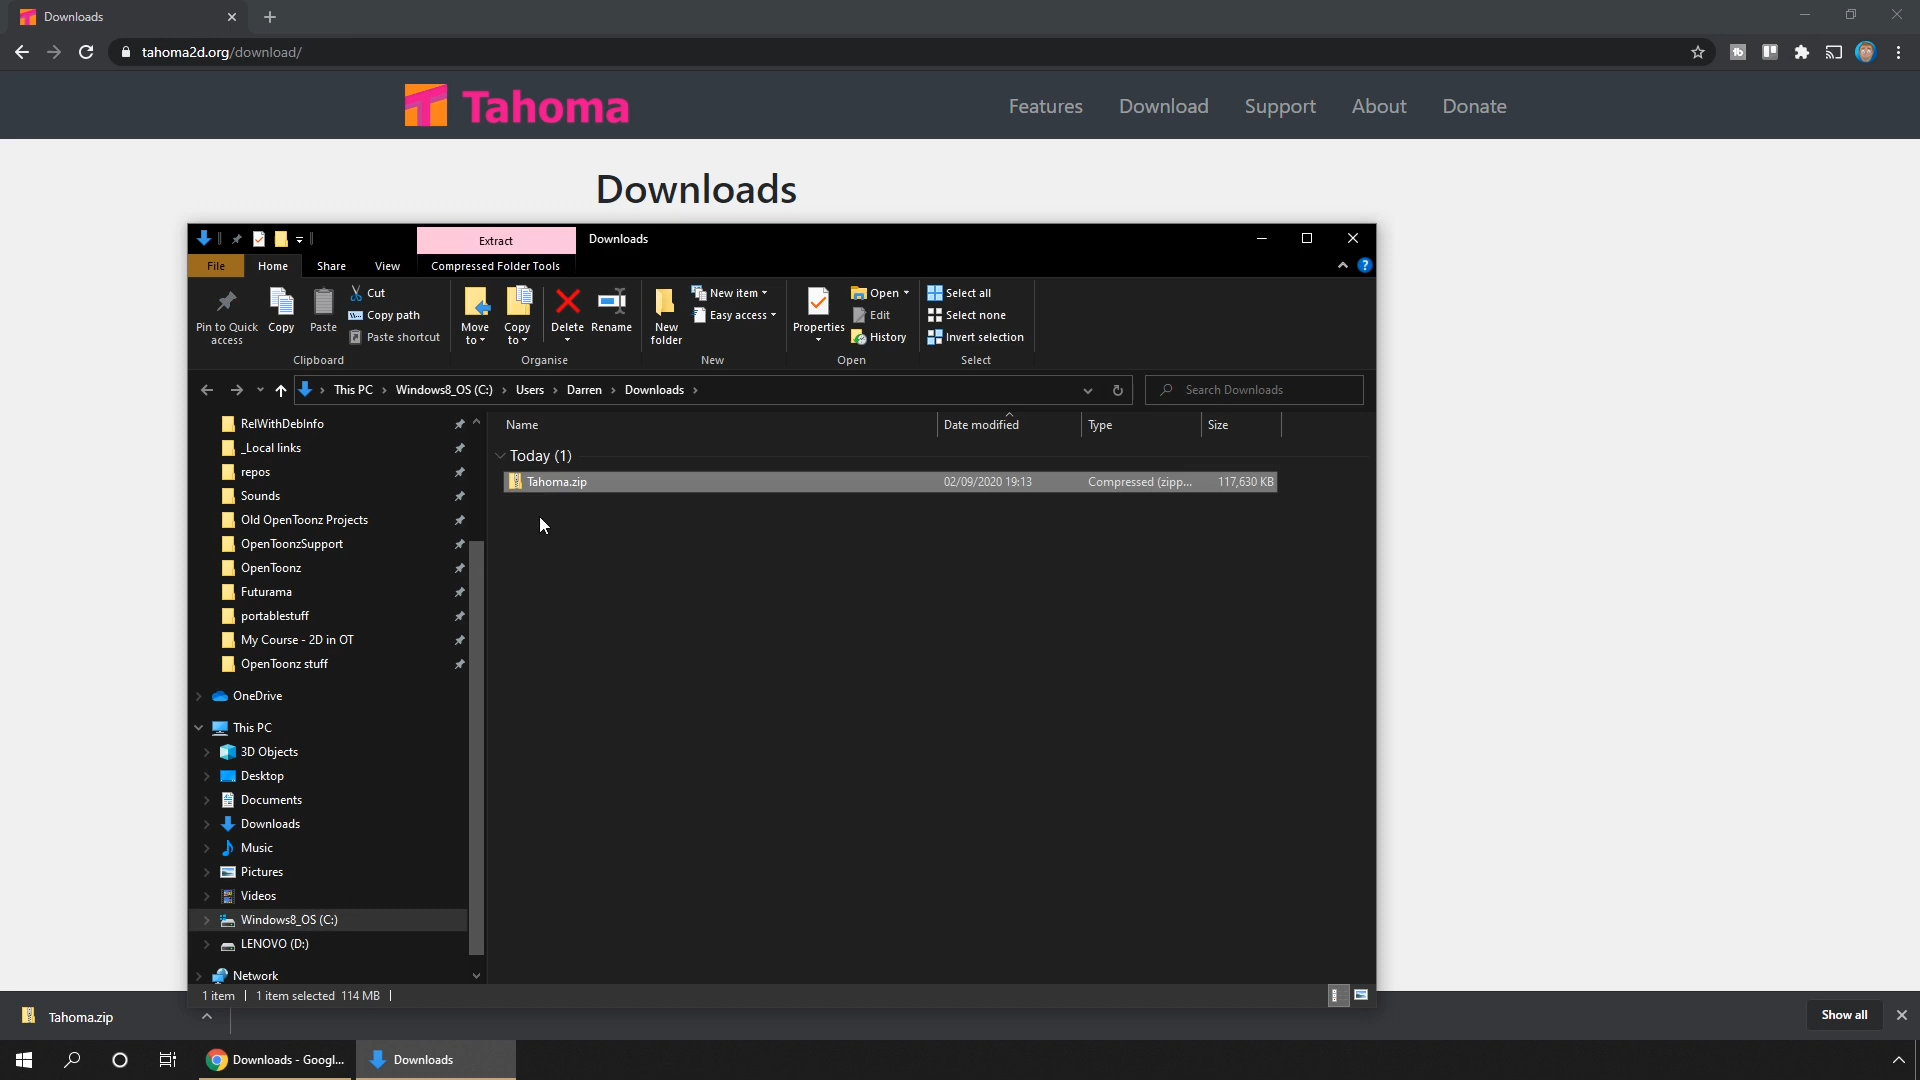 Downloads
tahoma2d.org/download/
Tahoma
Features Download Support About Donate
Downloads
Extract Downloads
File Home Share View Compressed Folder Tools
Pin to Quick access
Copy
Paste
Cut
Copy path
Paste shortcut
Clipboard
Move to
Copy to
Delete
Rename
Organise
New folder
New item
Easy access
New
Properties
Open
Edit
History
Open
Select all
Select none
Invert selection
Select
This PC Windows8_OS (C:) Users Darren Downloads
Search Downloads
RelWithDebInfo
_Local links
repos
Sounds
Old OpenToonz Projects
OpenToonzSupport
OpenToonz
Futurama
portablestuff
My Course - 2D in OT
OpenToonz stuff
OneDrive
This PC
3D Objects
Desktop
Documents
Downloads
Music
Pictures
Videos
Windows8_OS (C:)
LENOVO (D:)
Network
Name Date modified Type Size
Today (1)
Tahoma.zip 02/09/2020 19:13 Compressed (zipp... 117,630 KB
1 item 1 item selected 114 MB
Tahoma.zip
Show all
Downloads - Googl...
Downloads